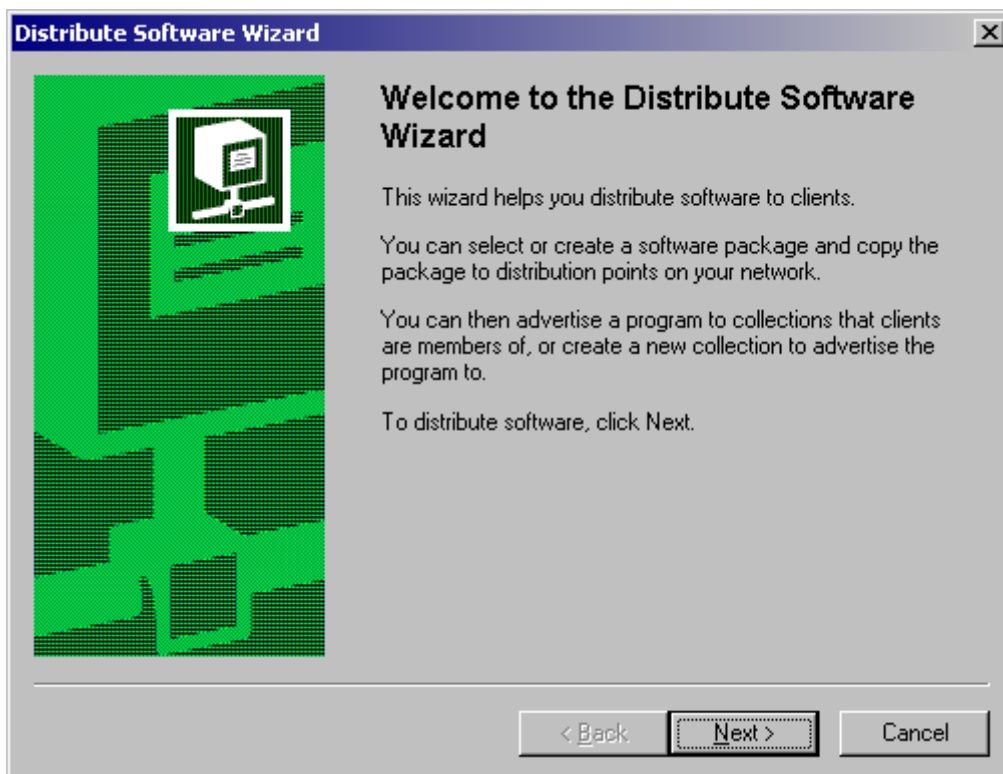 Distribute Software Wizard
Welcome to the Distribute Software
Wizard
This wizard helps you distribute software to clients.
You can select or create a software package and copy the
package to distribution points on your network.
You can then advertise a program to collections that clients
are members of, or create a new collection to advertise the
program to.
To distribute software, click Next.
< Back
Next >
Cancel